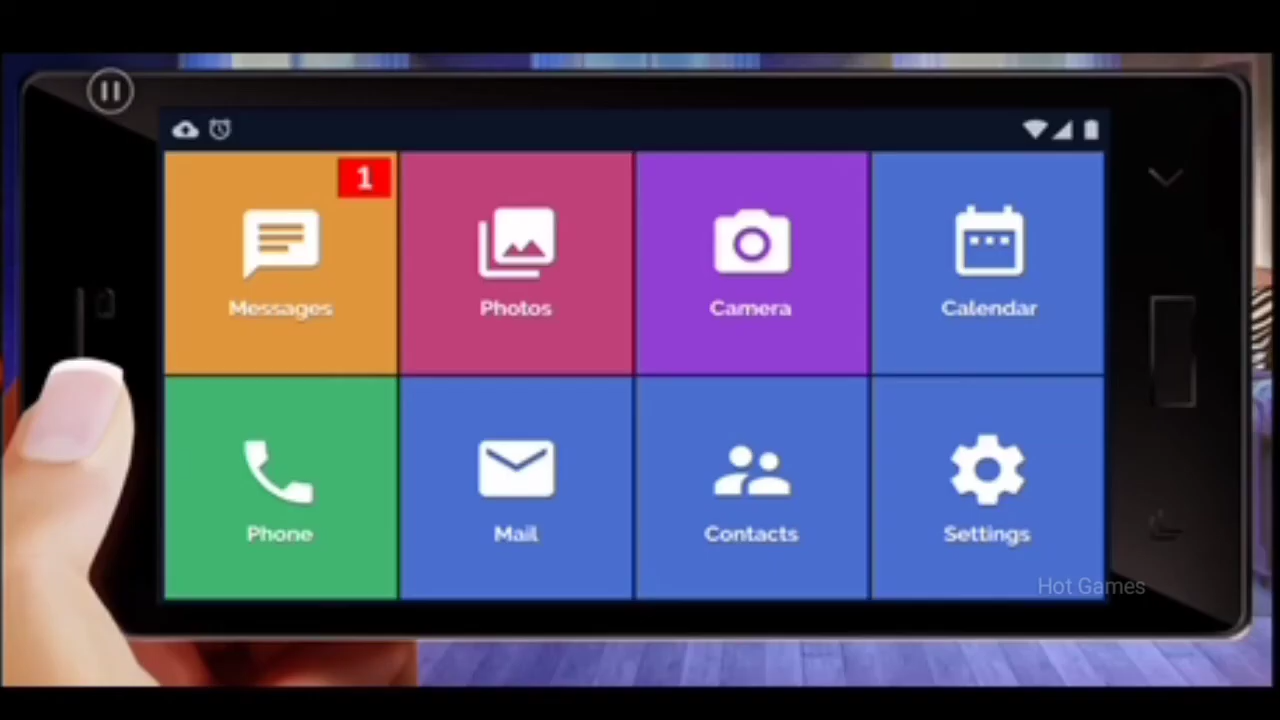 1
Messages
Photos
Camera
Calendar
Phone
Mail
Contacts
Settings
Hot Games